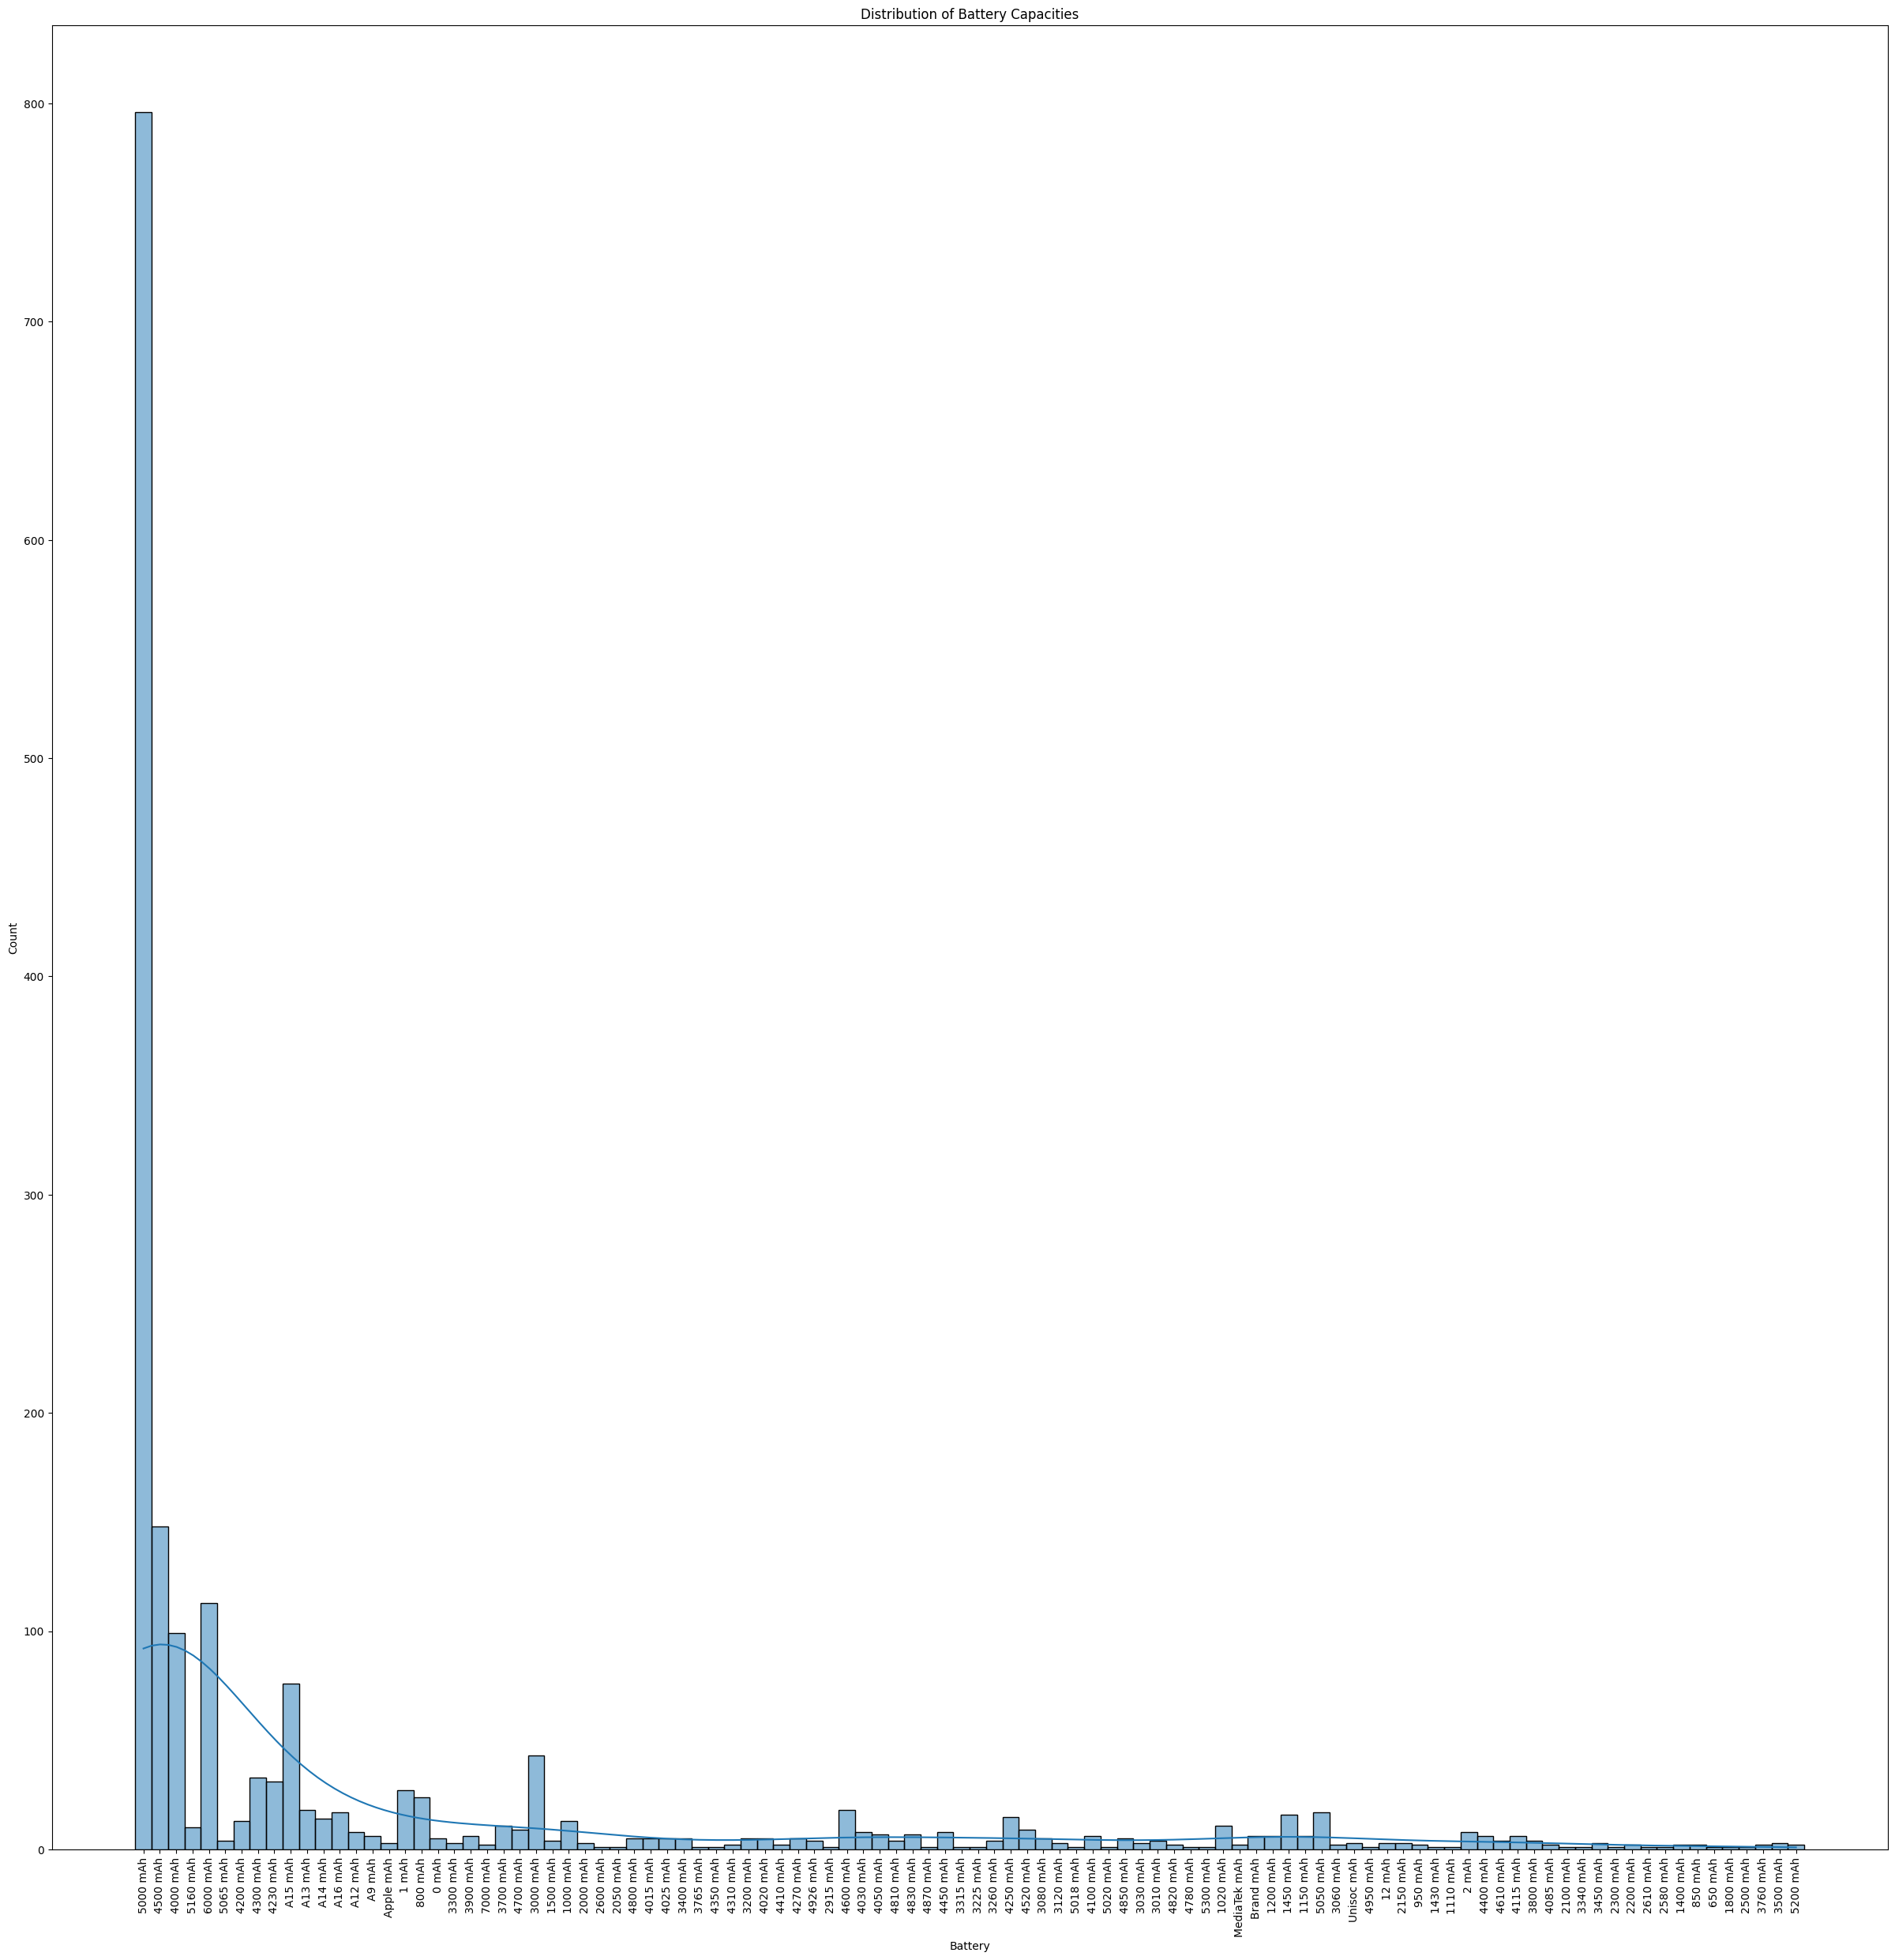 Distribution of Battery Capacities
800
700
600
500
400
300
200
100
0
Count
5000 mAh
4500 mAh
4000 mAh
5160 mAh
6000 mAh
5065 mAh
4200 mAh
4300 mAh
4230 mAh
A15 mAh
A13 mAh
A14 mAh
A16 mAh
A12 mAh
A9 mAh
Apple mAh
1 mAh
800 mAh
0 mAh
3300 mAh
3900 mAh
7000 mAh
3700 mAh
4700 mAh
3000 mAh
1500 mAh
1000 mAh
2000 mAh
2600 mAh
2050 mAh
4800 mAh
4015 mAh
4025 mAh
3400 mAh
3765 mAh
4350 mAh
4310 mAh
3200 mAh
4020 mAh
4410 mAh
4270 mAh
4926 mAh
2915 mAh
4600 mAh
4030 mAh
4050 mAh
4810 mAh
4830 mAh
4870 mAh
4450 mAh
3315 mAh
3225 mAh
3260 mAh
4250 mAh
4520 mAh
3080 mAh
3120 mAh
5018 mAh
4100 mAh
5020 mAh
4850 mAh
3030 mAh
3010 mAh
4820 mAh
4780 mAh
5300 mAh
1020 mAh
MediaTek mAh
Brand mAh
1200 mAh
1450 mAh
1150 mAh
5050 mAh
3060 mAh
Unisoc mAh
4950 mAh
12 mAh
2150 mAh
950 mAh
1430 mAh
1110 mAh
2 mAh
4400 mAh
4610 mAh
4115 mAh
3800 mAh
4085 mAh
2100 mAh
3340 mAh
3450 mAh
2300 mAh
2200 mAh
2610 mAh
2580 mAh
1400 mAh
850 mAh
650 mAh
1800 mAh
2500 mAh
3760 mAh
3500 mAh
5200 mAh
Battery